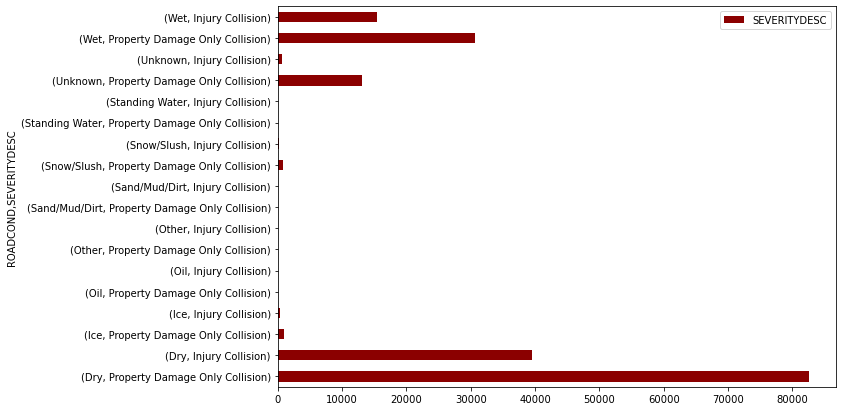 (Wet, Injury Collision)
SEVERITYDESC
(Wet, Property Damage Only Collision)
(Unknown, Injury Collision)
(Unknown, Property Damage Only Collision)
(Standing Water, Injury Collision)
(Standing Water, Property Damage Only Collision)
(Snow/Slush, Injury Collision)
(Snow/Slush, Property Damage Only Collision)
(Sand/Mud/Dirt, Injury Collision)
(Sand/Mud/Dirt, Property Damage Only Collision)
(Other, Injury Collision)
(Other, Property Damage Only Collision)
(Oil, Injury Collision)
(Oil, Property Damage Only Collision)
(Ice, Injury Collision)
(Ice, Property Damage Only Collision)
(Dry, Injury Collision)
(Dry, Property Damage Only Collision)
ROADCOND,SEVERITYDESC
0 10000 20000 30000 40000 50000 60000 70000 80000